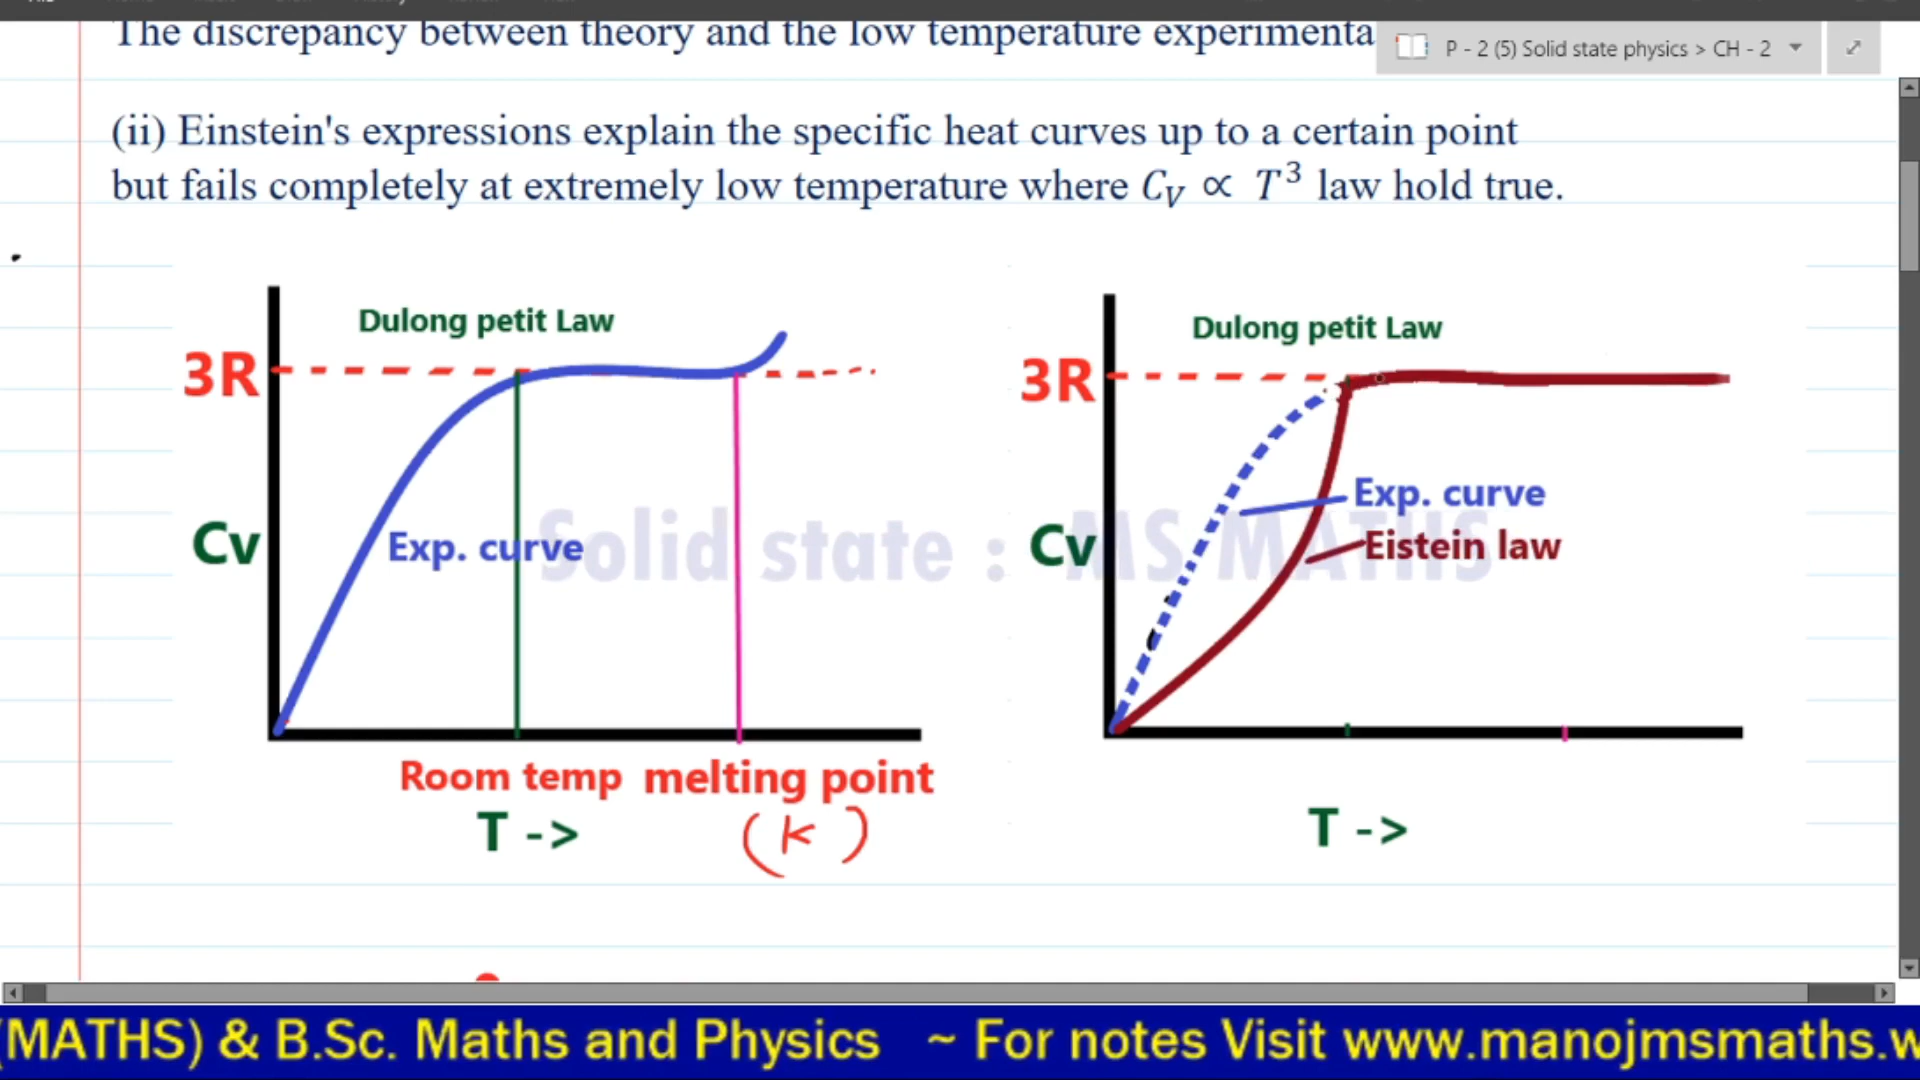 The discrepancy between theory and the low temperature experimenta
P - 2 (5) Solid state physics > CH - 2
(ii) Einstein's expressions explain the specific heat curves up to a certain point
but fails completely at extremely low temperature where C_V ∝ T³ law hold true.
Dulong petit Law
3R
Cv
Exp. curve
Room temp melting point
T -> (K)
Dulong petit Law
3R
Cv
Exp. curve
Eistein law
T ->
Solid state : MS MATHS
(MATHS) & B.Sc. Maths and Physics ~ For notes Visit www.manojmsmaths.w